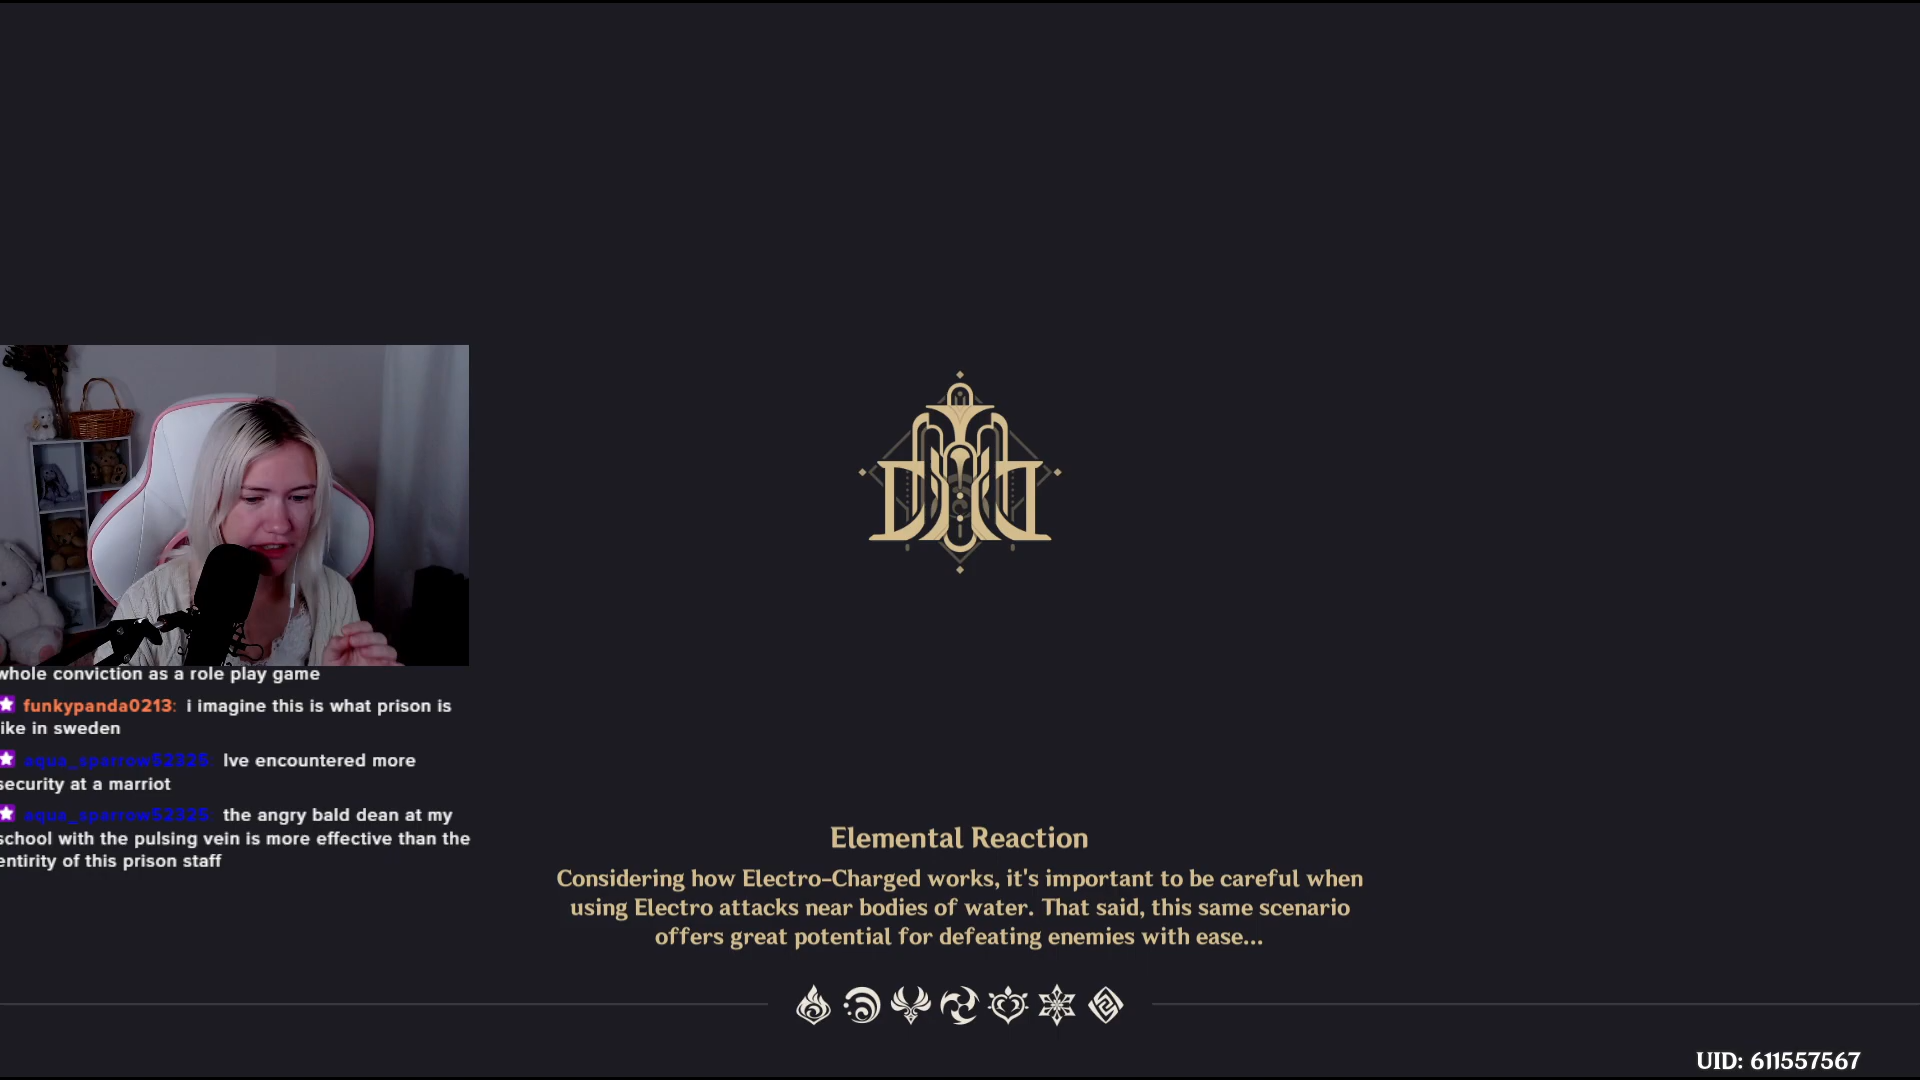 whole conviction as a role play game
funkypanda0213: i imagine this is what prison is
like in sweden
aqua_sparrow52325: Ive encountered more
security at a marriot
aqua_sparrow52325: the angry bald dean at my
school with the pulsing vein is more effective than the
entirity of this prison staff
Elemental Reaction
Considering how Electro-Charged works, it's important to be careful when
using Electro attacks near bodies of water. That said, this same scenario
offers great potential for defeating enemies with ease...
UID: 611557567